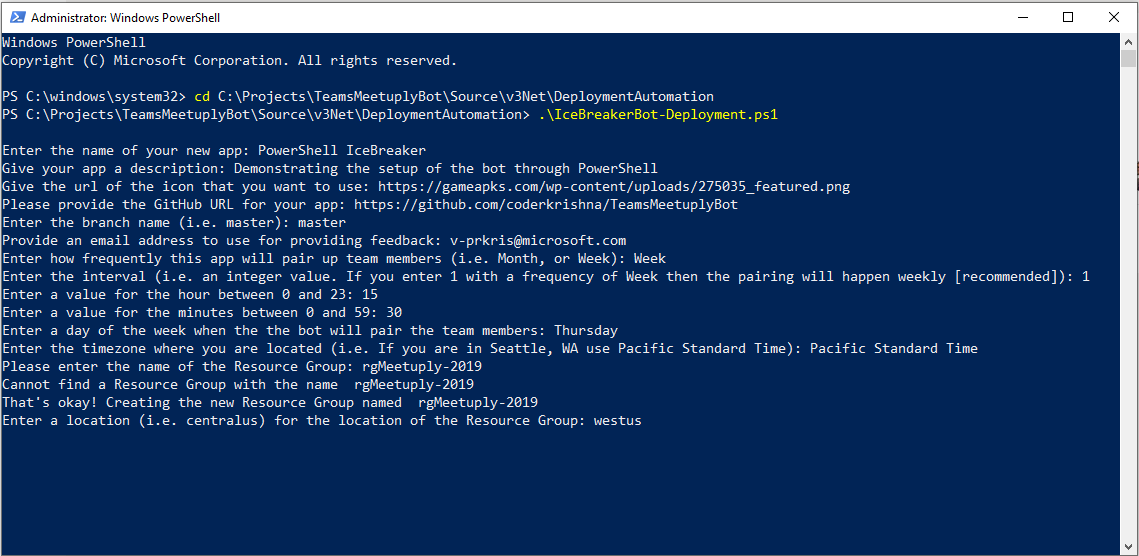 Administrator: Windows PowerShell
Windows PowerShell
Copyright (C) Microsoft Corporation. All rights reserved.
PS C:\windows\system32> cd C:\Projects\TeamsMeetuplyBot\Source\v3Net\DeploymentAutomation
PS C:\Projects\TeamsMeetuplyBot\Source\v3Net\DeploymentAutomation> .\IceBreakerBot-Deployment.ps1
Enter the name of your new app: PowerShell IceBreaker
Give your app a description: Demonstrating the setup of the bot through PowerShell
Give the url of the icon that you want to use: https://gameapks.com/wp-content/uploads/275035_featured.png
Please provide the GitHub URL for your app: https://github.com/coderkrishna/TeamsMeetuplyBot
Enter the branch name (i.e. master): master
Provide an email address to use for providing feedback: v-prkris@microsoft.com
Enter how frequently this app will pair up team members (i.e. Month, or Week): Week
Enter the interval (i.e. an integer value. If you enter 1 with a frequency of Week then the pairing will happen weekly [recommended]): 1
Enter a value for the hour between 0 and 23: 15
Enter a value for the minutes between 0 and 59: 30
Enter a day of the week when the the bot will pair the team members: Thursday
Enter the timezone where you are located (i.e. If you are in Seattle, WA use Pacific Standard Time): Pacific Standard Time
Please enter the name of the Resource Group: rgMeetuply-2019
Cannot find a Resource Group with the name  rgMeetuply-2019
That's okay! Creating the new Resource Group named  rgMeetuply-2019
Enter a location (i.e. centralus) for the location of the Resource Group: westus